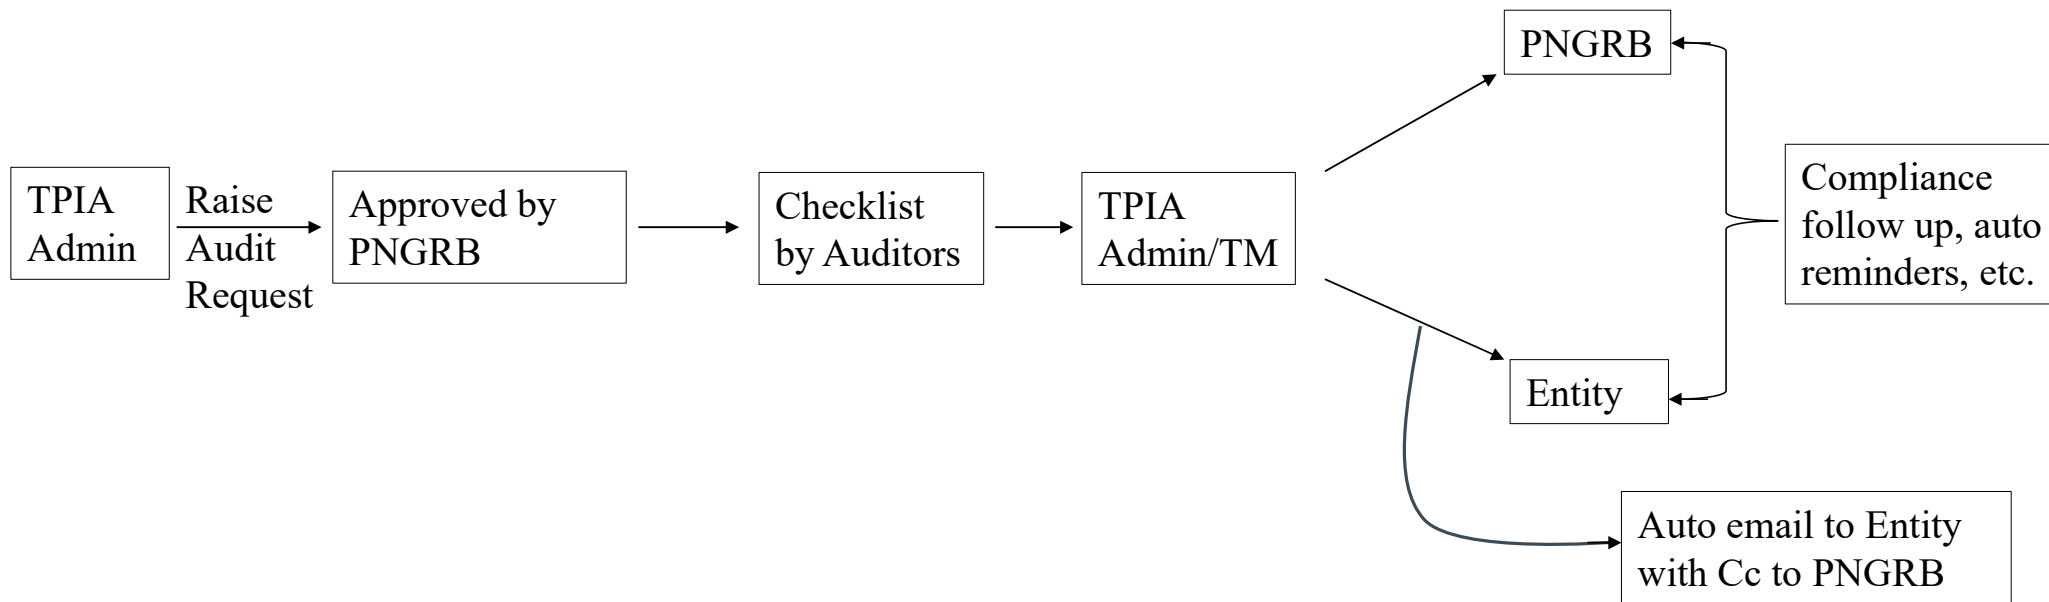 PNGRB
TPIA
Admin
Raise
Audit
Request
Approved by
PNGRB
Checklist
by Auditors
TPIA
Admin/TM
Compliance
follow up, auto
reminders, etc.
Entity
Auto email to Entity
with Cc to PNGRB